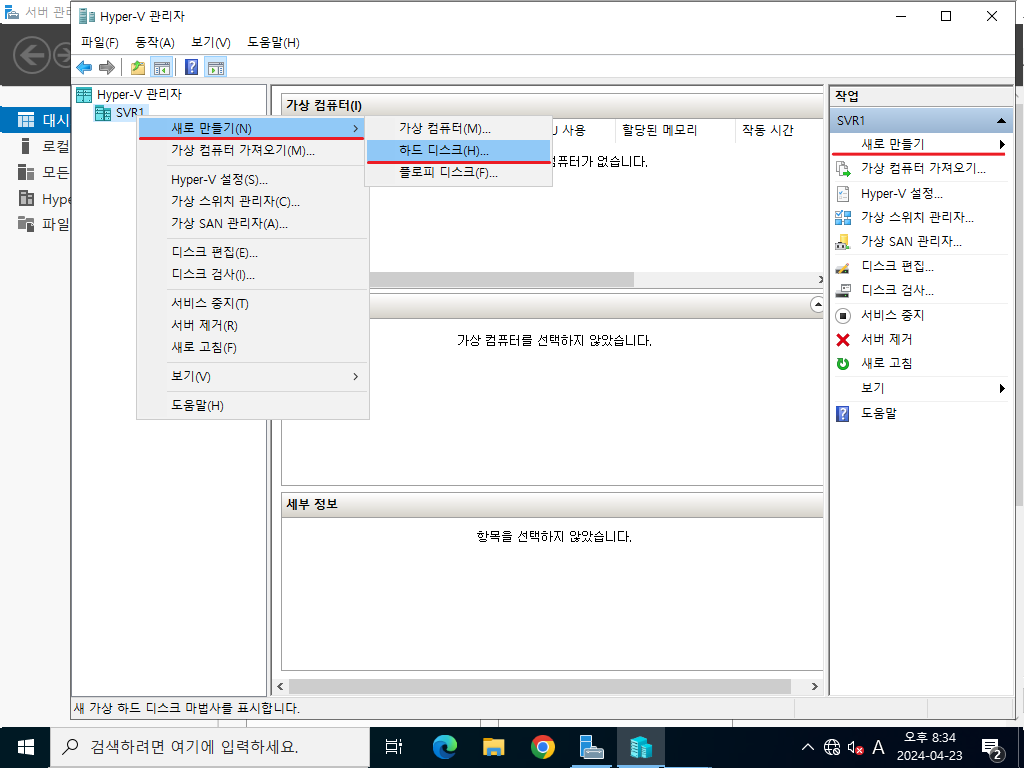 서버 관리
Hyper-V 관리자
파일(F) 동작(A) 보기(V) 도움말(H)
대시
로컬
모든
Hype
파일
Hyper-V 관리자
SVR1
새로 만들기(N)
가상 컴퓨터 가져오기(M)...
Hyper-V 설정(S)...
가상 스위치 관리자(C)...
가상 SAN 관리자(A)...
디스크 편집(E)...
디스크 검사(I)...
서비스 중지(T)
서버 제거(R)
새로 고침(F)
보기(V)
도움말(H)
가상 컴퓨터(M)...
하드 디스크(H)...
플로피 디스크(F)...
가상 컴퓨터(I)
U 사용 할당된 메모리 작동 시간
컴퓨터가 없습니다.
가상 컴퓨터를 선택하지 않았습니다.
세부 정보
항목을 선택하지 않았습니다.
작업
SVR1
새로 만들기
가상 컴퓨터 가져오기...
Hyper-V 설정...
가상 스위치 관리자...
가상 SAN 관리자...
디스크 편집...
디스크 검사...
서비스 중지
서버 제거
새로 고침
보기
도움말
새 가상 하드 디스크 마법사를 표시합니다.
검색하려면 여기에 입력하세요.
A
오후 8:34
2024-04-23
2